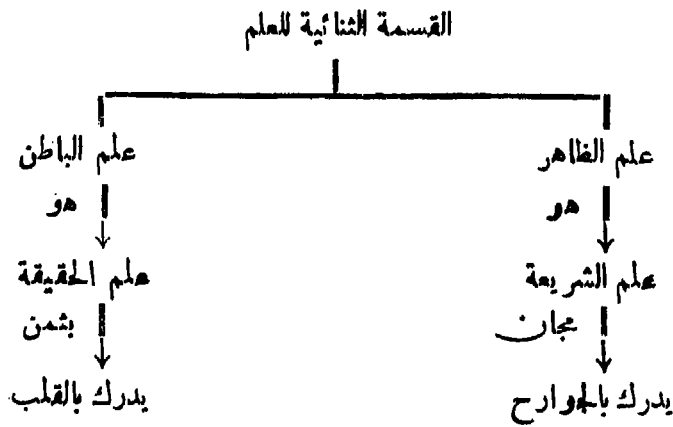 القسمة الثنائية للعلم
علم الظاهر
علم الباطن
هو
هو
علم الشريعة
علم الحقيقة
مجان
بثمن
يدرك بالجوارح
يدرك بالقلب